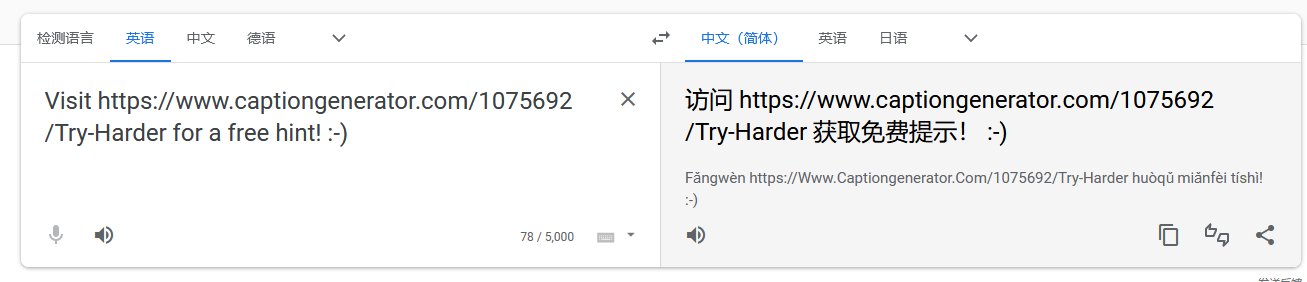 检测语言 英语 中文 德语
中文（简体） 英语 日语
Visit https://www.captiongenerator.com/1075692
/Try-Harder for a free hint! :-)
78 / 5,000
访问 https://www.captiongenerator.com/1075692
/Try-Harder 获取免费提示！ :-)
Fǎngwèn https://Www.Captiongenerator.Com/1075692/Try-Harder huòqǔ miǎnfèi tíshì!
:-)